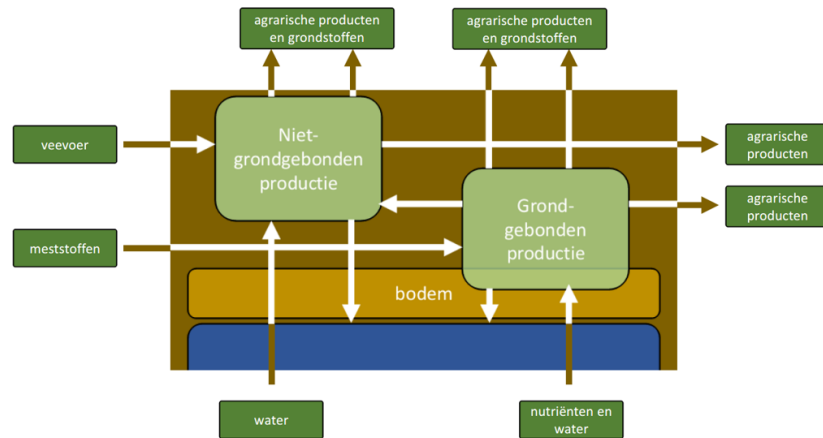 agrarische producten
en grondstoffen
agrarische producten
en grondstoffen
veevoer
Niet-
grondgebonden
productie
agrarische
producten
agrarische
producten
Grond-
gebonden
productie
meststoffen
bodem
water
nutriënten en
water